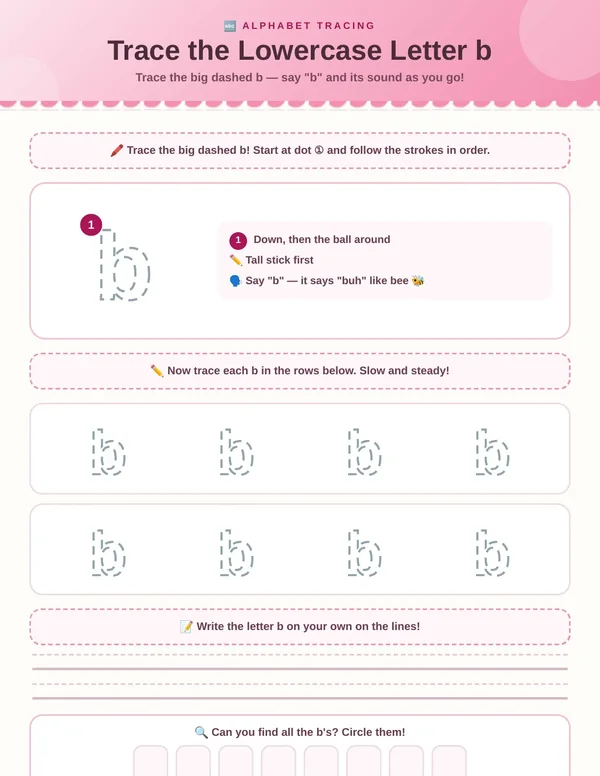 🔤 ALPHABET TRACING
Trace the Lowercase Letter b
Trace the big dashed b — say "b" and its sound as you go!
🖍️ Trace the big dashed b! Start at dot ① and follow the strokes in order.
1
b
1 Down, then the ball around
✏️ Tall stick first
🗣️ Say "b" — it says "buh" like bee 🐝
✏️ Now trace each b in the rows below. Slow and steady!
b b b b
b b b b
📝 Write the letter b on your own on the lines!
🔍 Can you find all the b's? Circle them!